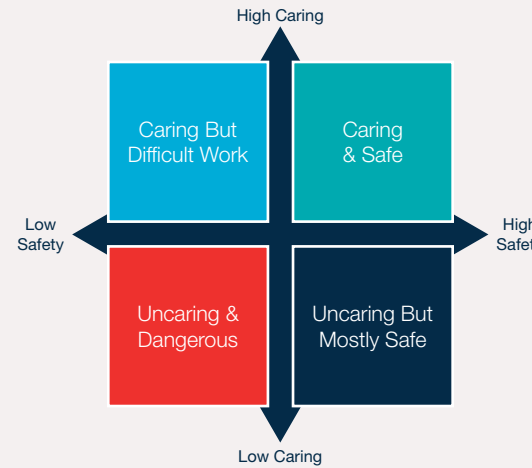 High Caring
Caring But
Difficult Work
Caring
& Safe
Low
Safety
High
Safet
Uncaring &
Dangerous
Uncaring But
Mostly Safe
Low Caring